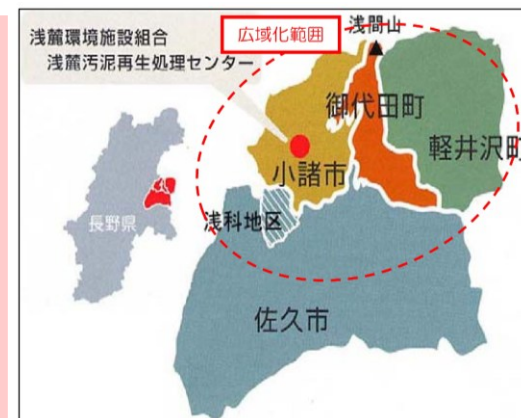 広域化範囲
浅間山
浅麓環境施設組合
浅麓汚泥再生処理センター
御代田町
軽井沢町
小諸市
長野県
浅科地区
佐久市